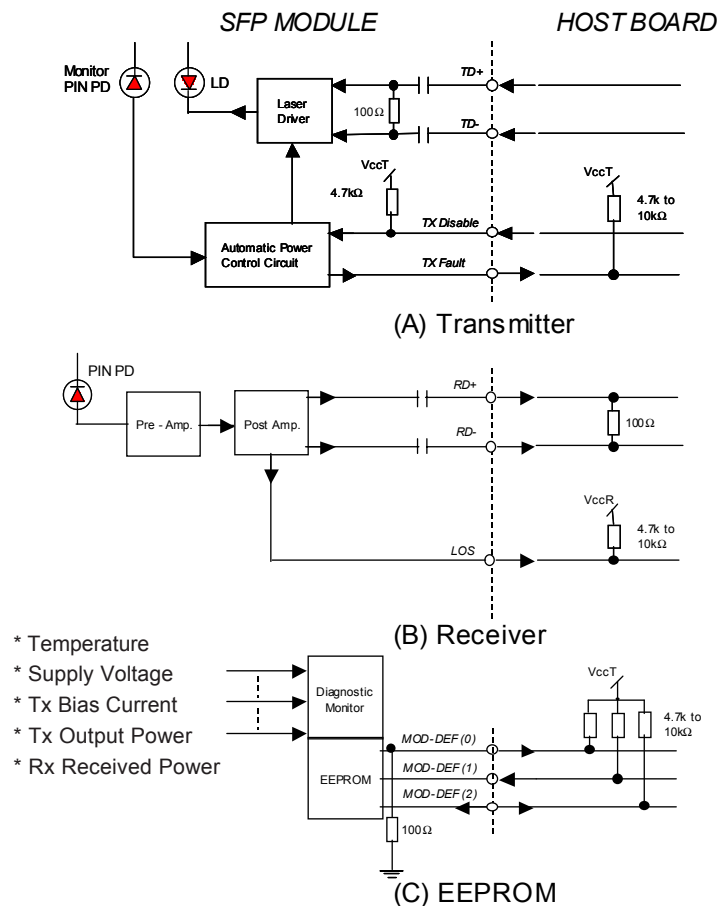 SFP MODULE
HOST BOARD
Monitor
PIN PD
LD
Laser
Driver
100Ω
TD+
TD-
VccT
4.7kΩ
VccT
4.7k to
10kΩ
TX Disable
Automatic Power
Control Circuit
TX Fault
(A) Transmitter
PIN PD
Pre - Amp.
Post Amp.
RD+
RD-
100Ω
VccR
4.7k to
10kΩ
LOS
(B) Receiver
* Temperature
* Supply Voltage
* Tx Bias Current
* Tx Output Power
* Rx Received Power
Diagnostic
Monitor
EEPROM
VccT
4.7k to
10kΩ
MOD-DEF(0)
MOD-DEF(1)
MOD-DEF(2)
100Ω
(C) EEPROM